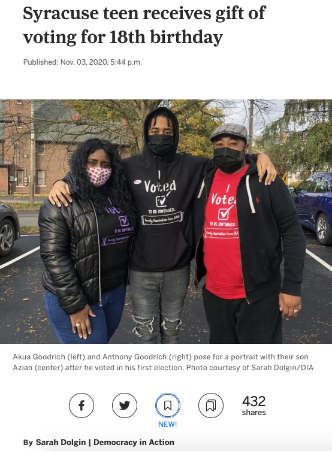 Syracuse teen receives gift of
voting for 18th birthday
Published: Nov. 03, 2020, 5:44 p.m.
I
Voted
TO BE CONTINUED...
I
Voted
TO BE CONTINUED...
Akua Goodrich (left) and Anthony Goodrich (right) pose for a portrait with their son
Azian (center) after he voted in his first election. Photo courtesy of Sarah Dolgin/DIA
432
shares
NEW!
By Sarah Dolgin | Democracy in Action